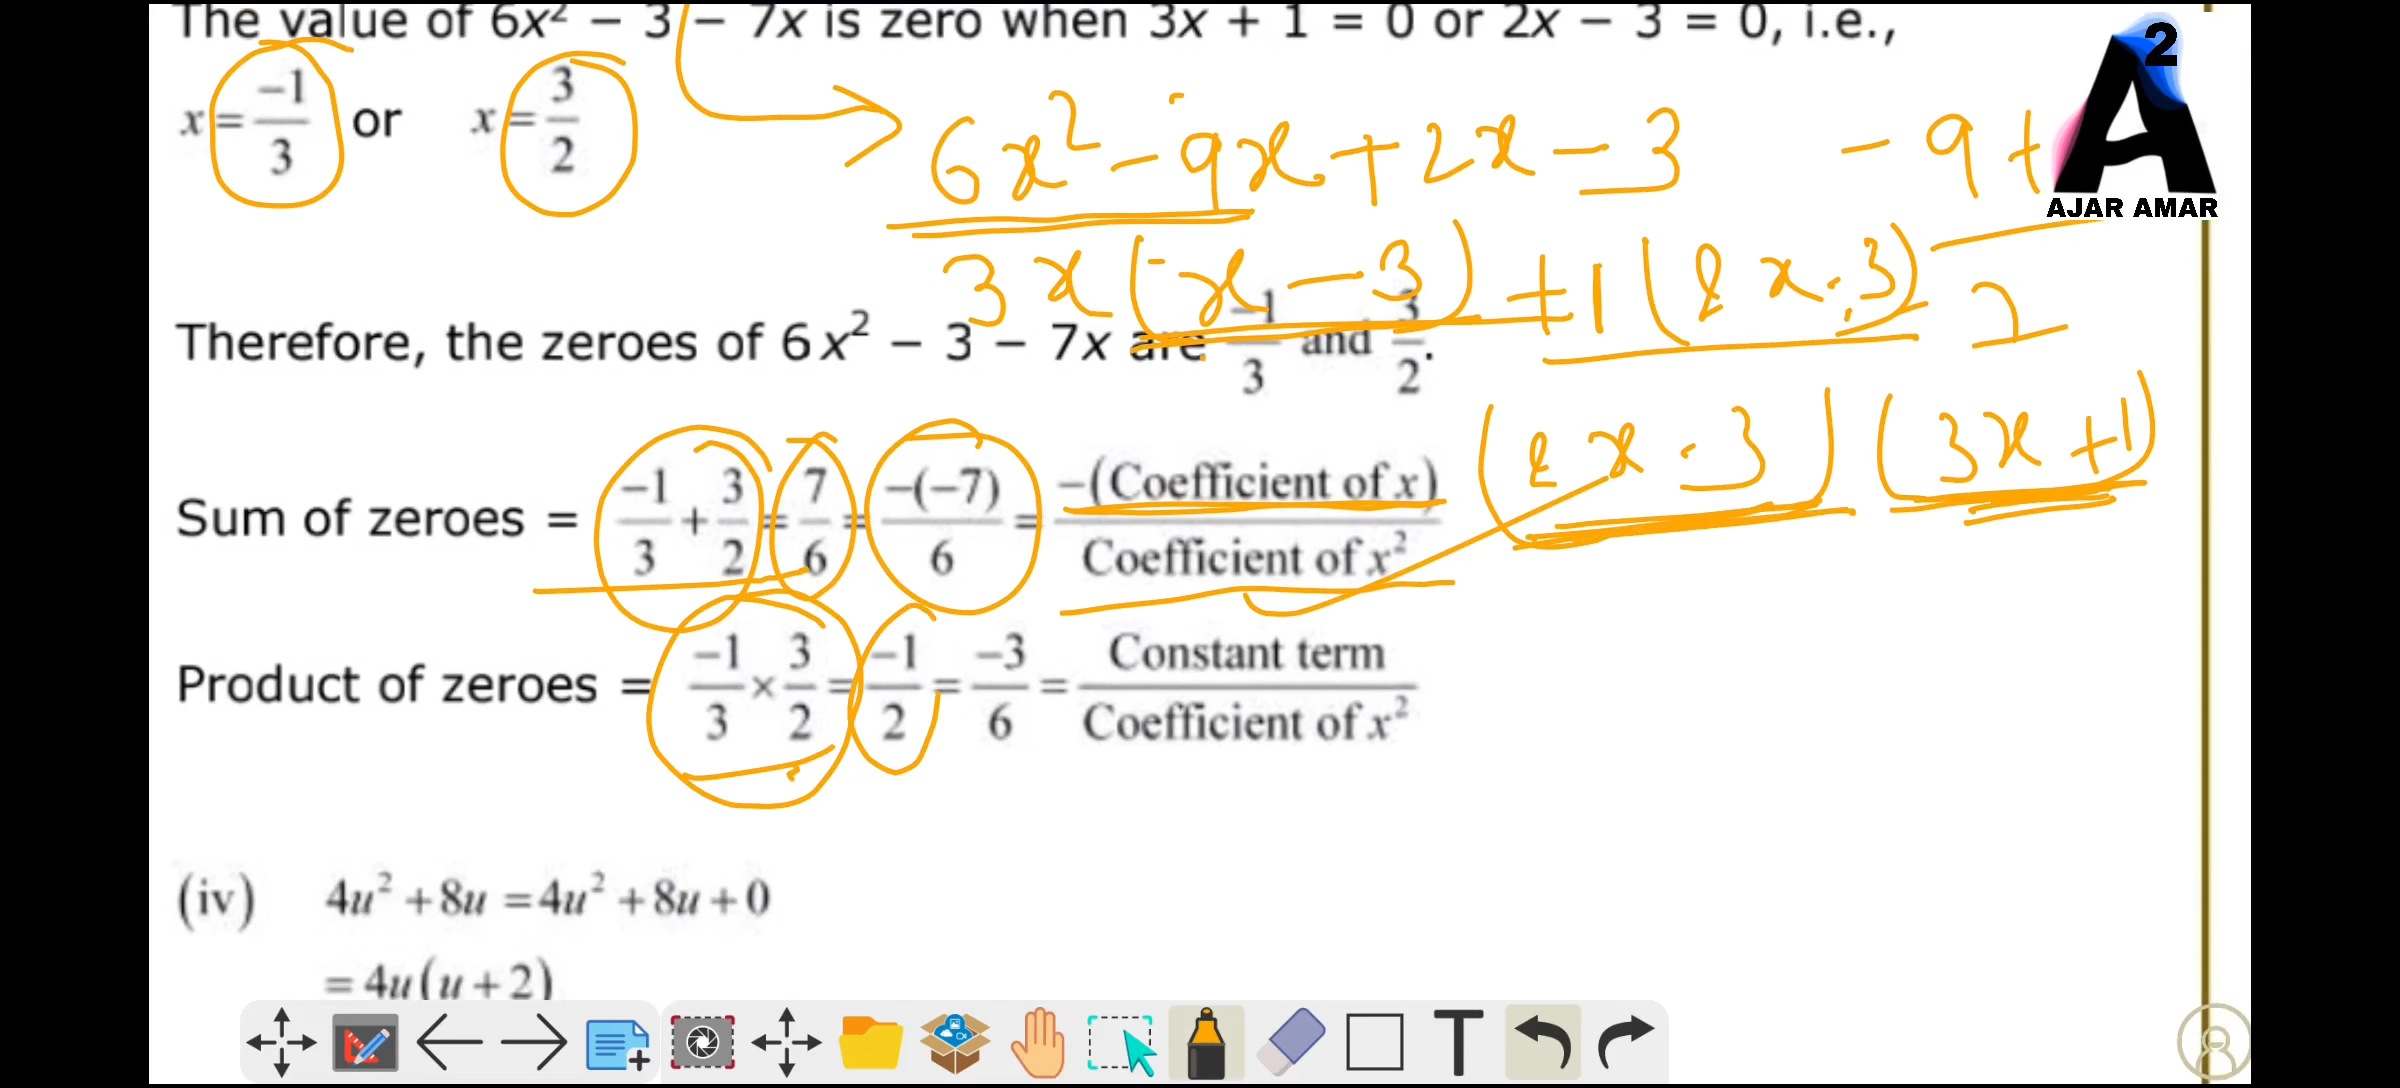 The value of 6x² − 3 − 7x is zero when 3x + 1 = 0 or 2x − 3 = 0, i.e.,
x = −1/3 or x = 3/2
6x² − 9x + 2x − 3
− 9 +
A²
AJAR AMAR
3x ( x − 3) + 1 (2x - 3)
2
Therefore, the zeroes of 6x² − 3 − 7x are −1/3 and 3/2.
(2x - 3) (3x + 1)
Sum of zeroes = −1/3 + 3/2 = 7/6 = −(−7)/6 = −(Coefficient of x)/Coefficient of x²
Product of zeroes = −1/3 × 3/2 = −1/2 = −3/6 = Constant term/Coefficient of x²
(iv) 4u² + 8u = 4u² + 8u + 0
= 4u(u + 2)
T